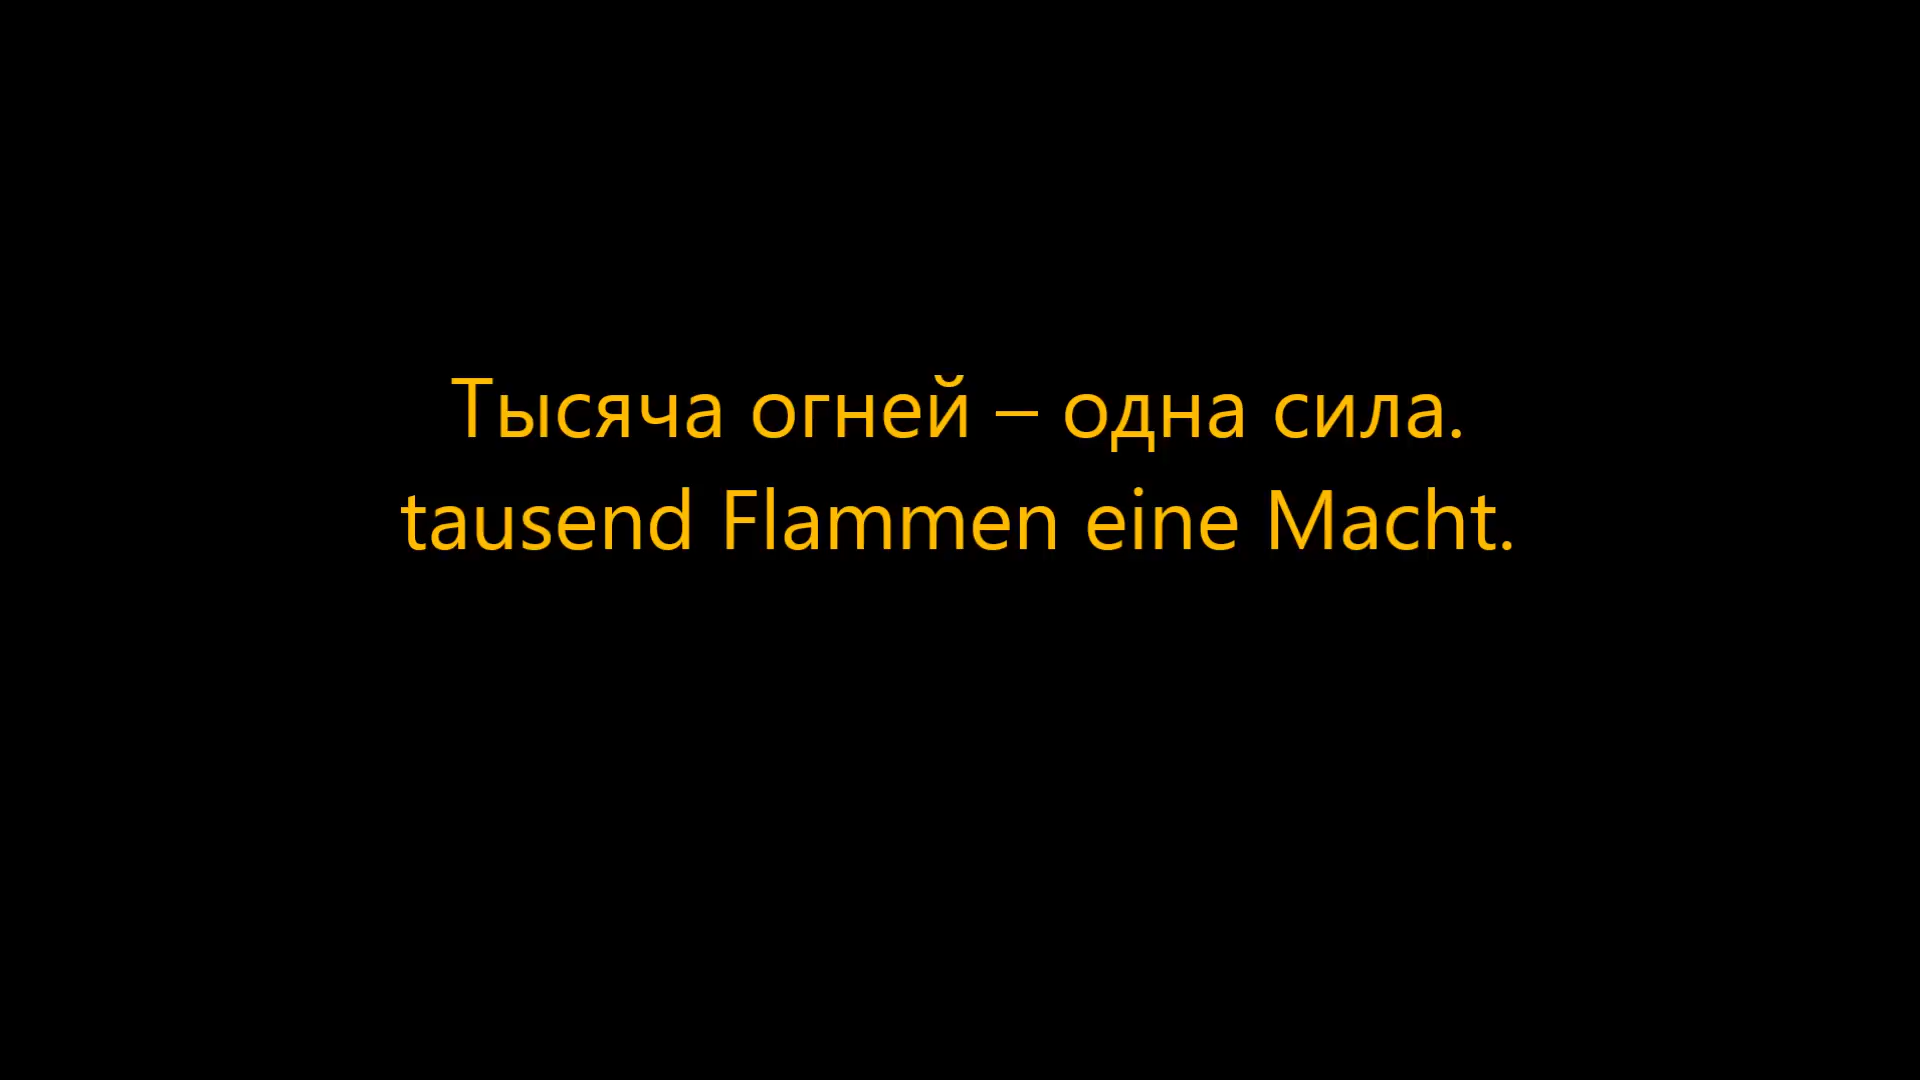 Тысяча огней – одна сила.
tausend Flammen eine Macht.